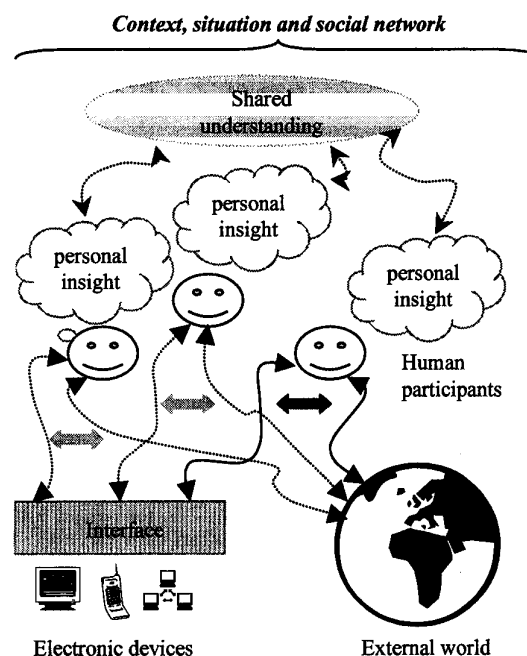 Context, situation and social network
Shared
understanding
personal
insight
personal
insight
personal
insight
Human
participants
Interface
Electronic devices
External world